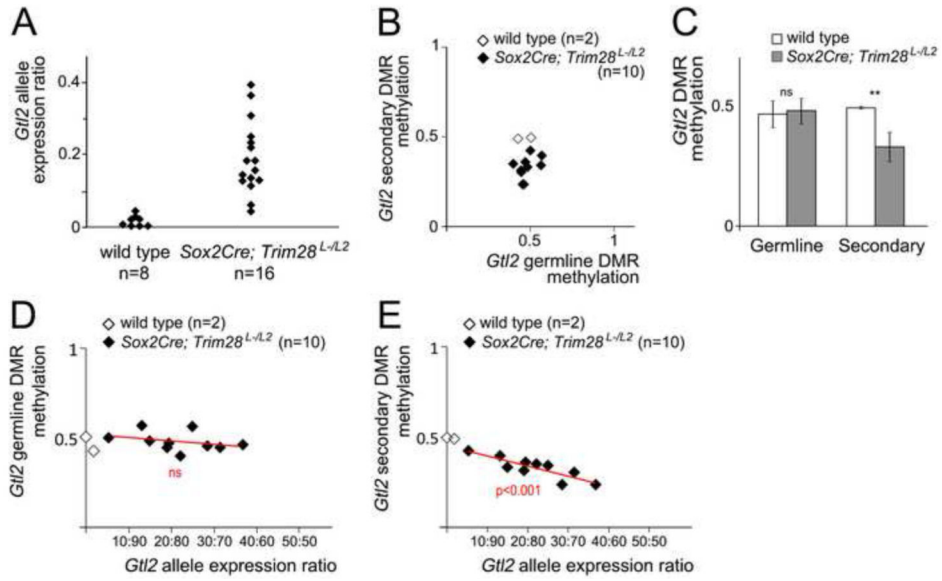 A
Gtl2 allele
expression ratio
0.4
0.2
0
wild type
n=8
Sox2Cre; Trim28 L-/L2
n=16
B
wild type (n=2)
Sox2Cre; Trim28 L-/L2
(n=10)
Gtl2 secondary DMR
methylation
1
0.5
0
0.5
1
Gtl2 germline DMR
methylation
C
wild type
Sox2Cre; Trim28 L-/L2
Gtl2 DMR
methylation
0.5
0
ns
**
Germline
Secondary
D
wild type (n=2)
Sox2Cre; Trim28 L-/L2 (n=10)
Gtl2 germline DMR
methylation
1
0.5
ns
10:90 20:80 30:70 40:60 50:50
Gtl2 allele expression ratio
E
wild type (n=2)
Sox2Cre; Trim28 L-/L2 (n=10)
Gtl2 secondary DMR
methylation
1
0.5
p<0.001
10:90 20:80 30:70 40:60 50:50
Gtl2 allele expression ratio